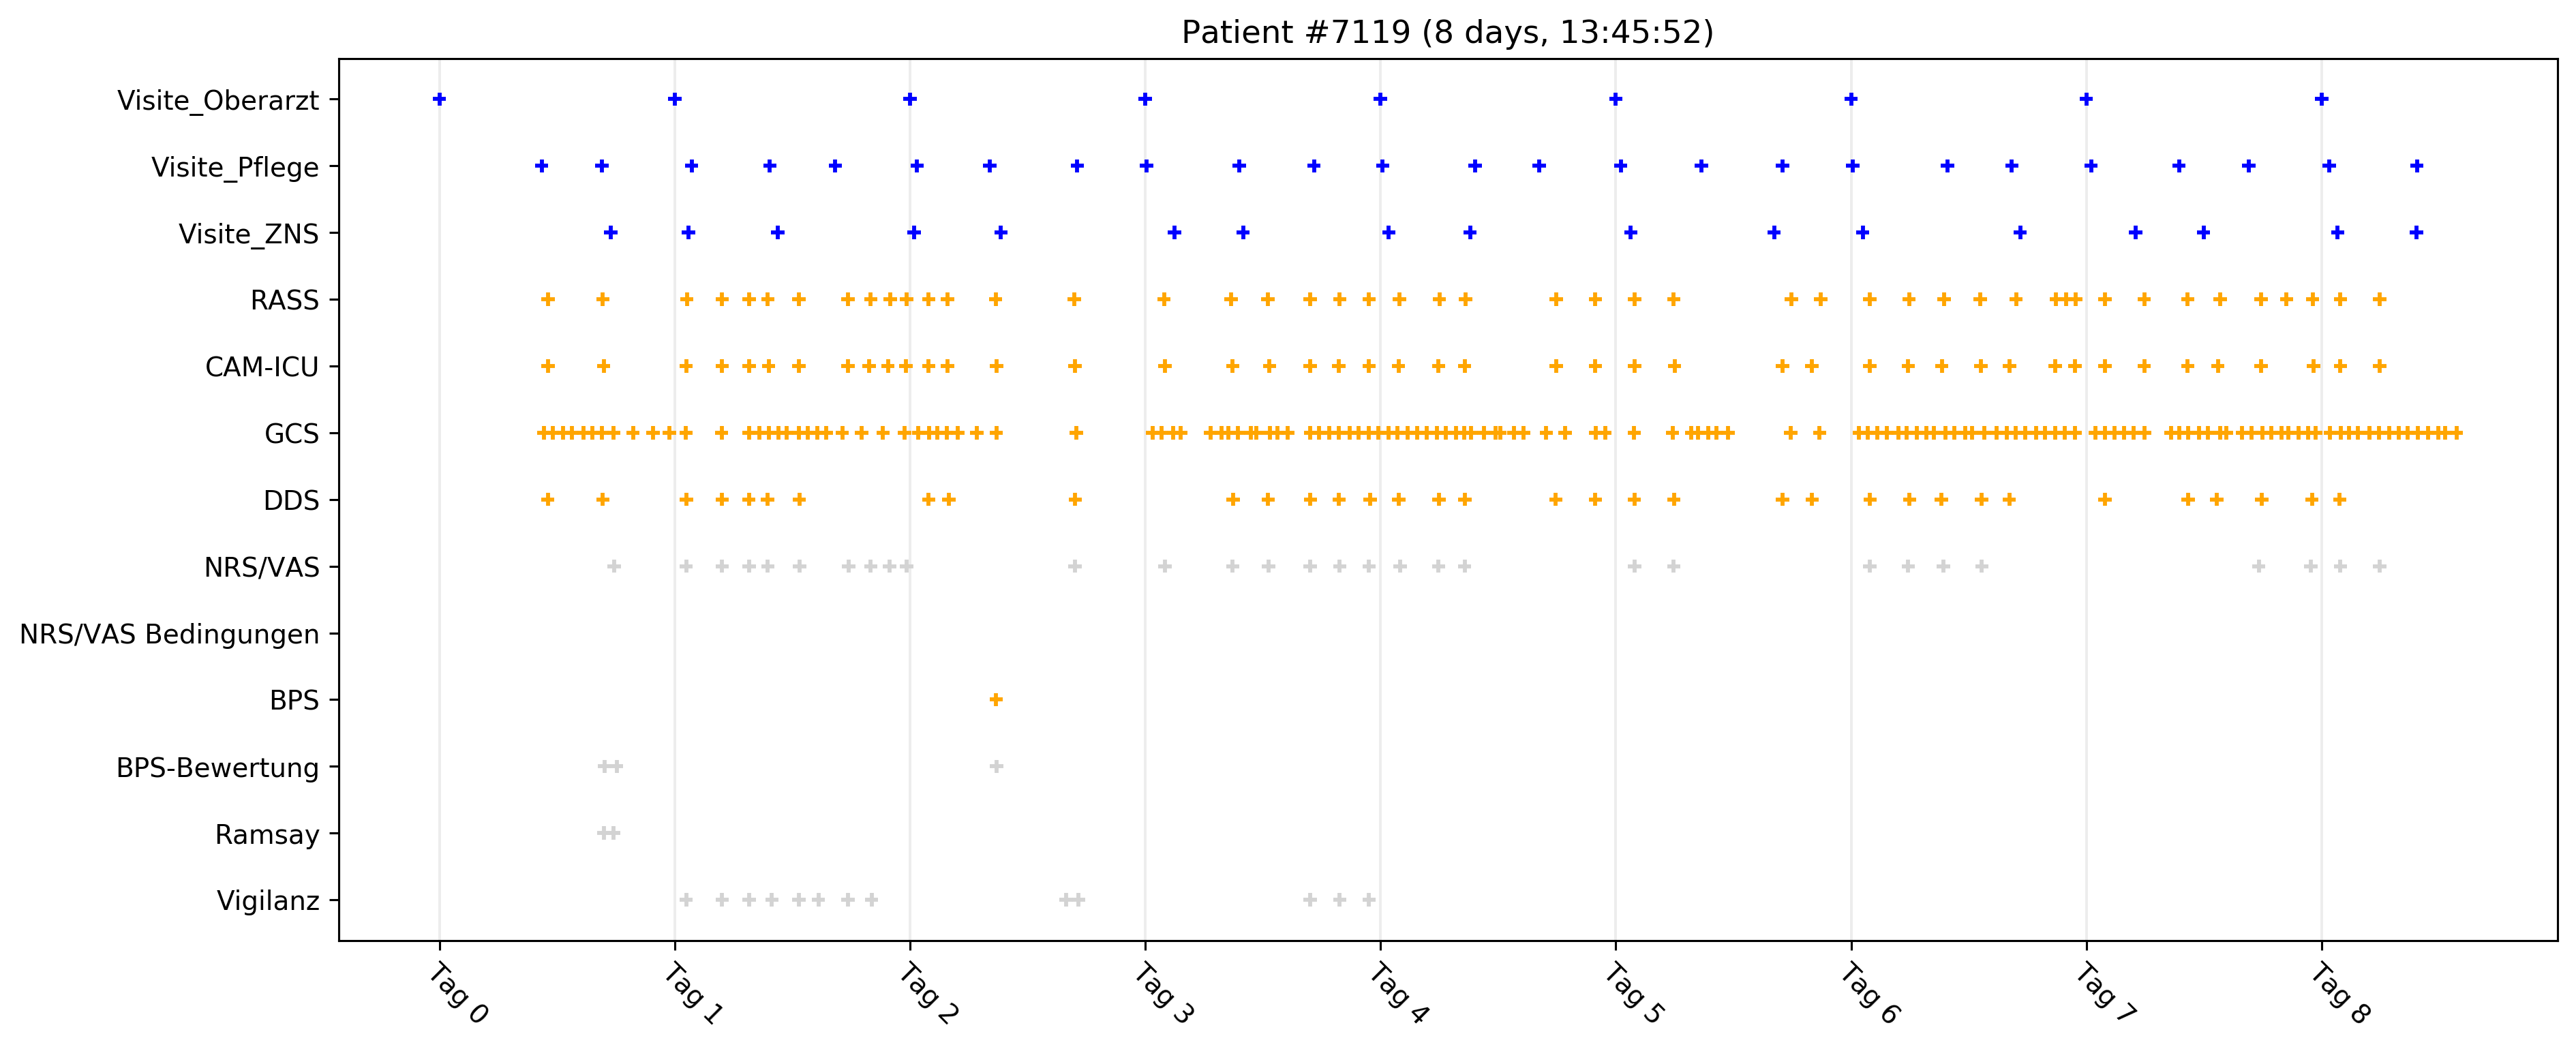 Patient #7119 (8 days, 13:45:52)
Visite_Oberarzt
Visite_Pflege
Visite_ZNS
RASS
CAM-ICU
GCS
DDS
NRS/VAS
NRS/VAS Bedingungen
BPS
BPS-Bewertung
Ramsay
Vigilanz
Tag 0
Tag 1
Tag 2
Tag 3
Tag 4
Tag 5
Tag 6
Tag 7
Tag 8